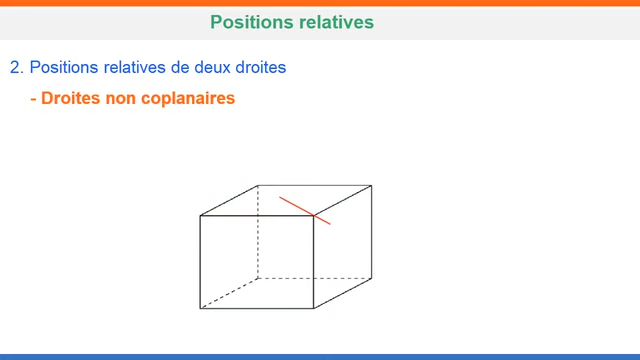 Positions relatives
2. Positions relatives de deux droites
- Droites non coplanaires